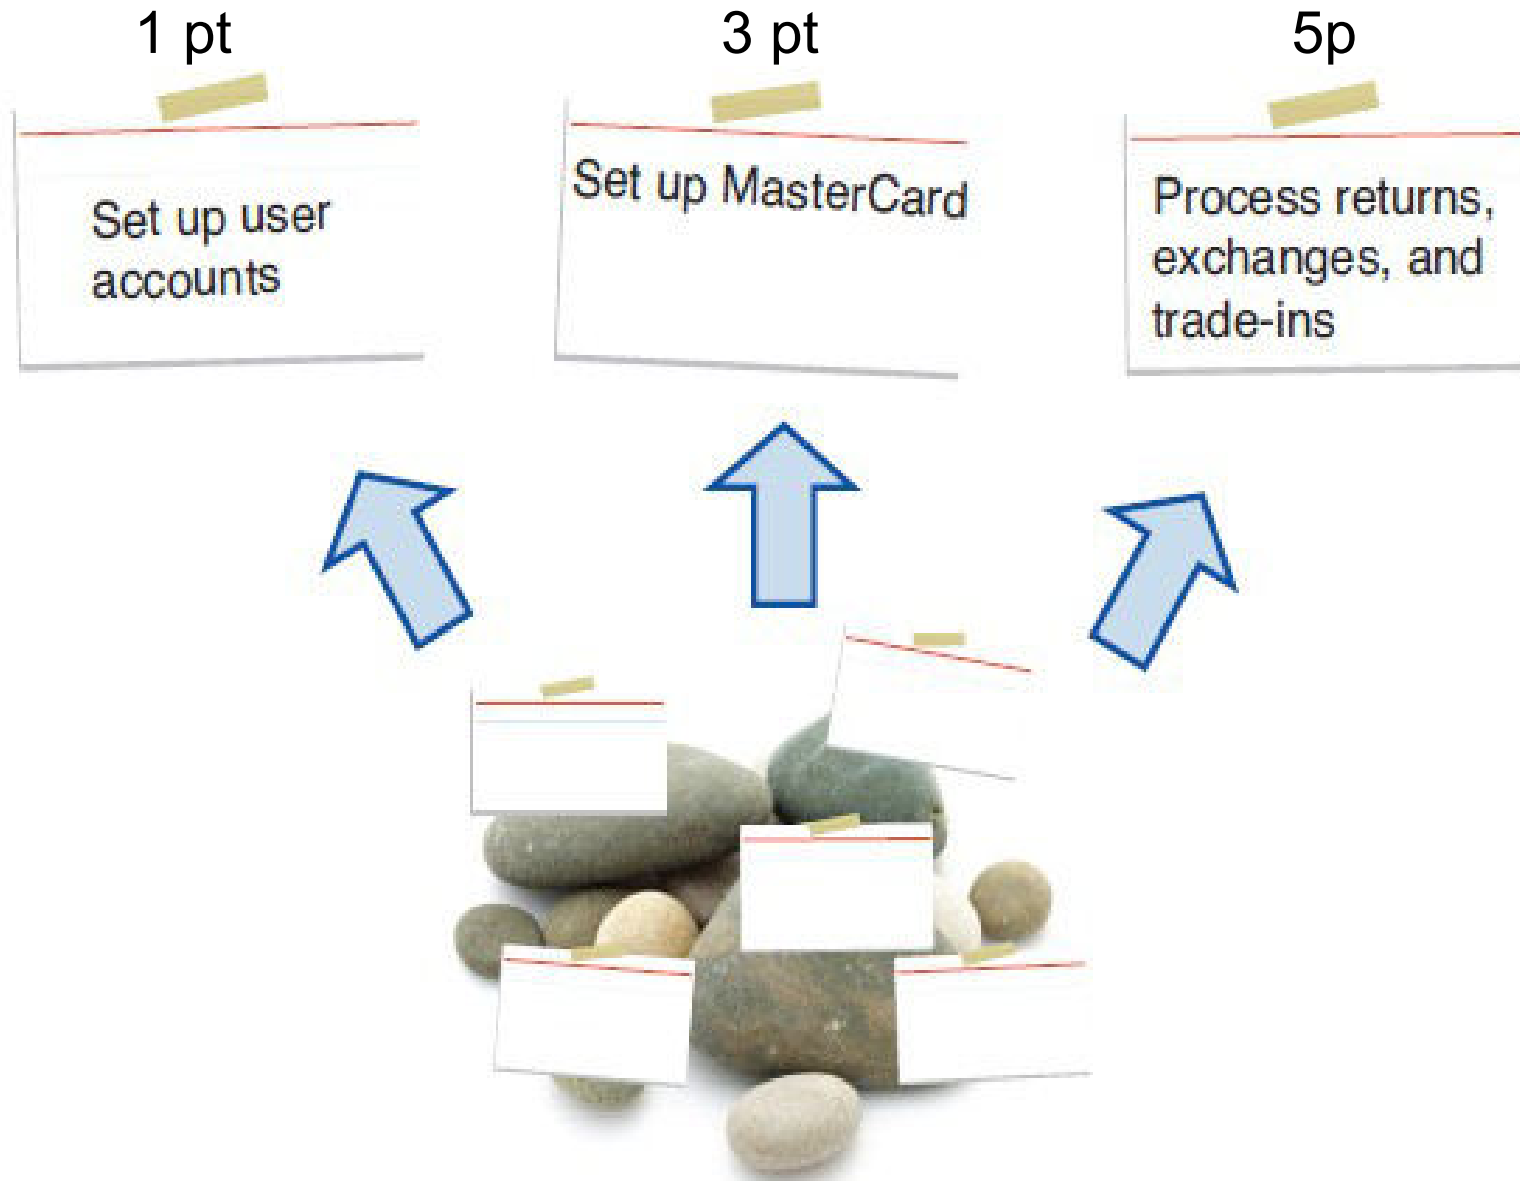 1 pt
3 pt
5p
Set up user
accounts
Set up MasterCard
Process returns,
exchanges, and
trade-ins